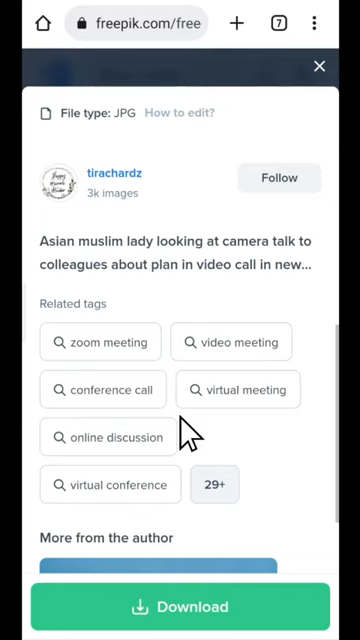 freepik.com/free
7
File type: JPG How to edit?
tirachardz
3k images
Follow
Asian muslim lady looking at camera talk to
colleagues about plan in video call in new...
Related tags
zoom meeting
video meeting
conference call
virtual meeting
online discussion
virtual conference
29+
More from the author
Download